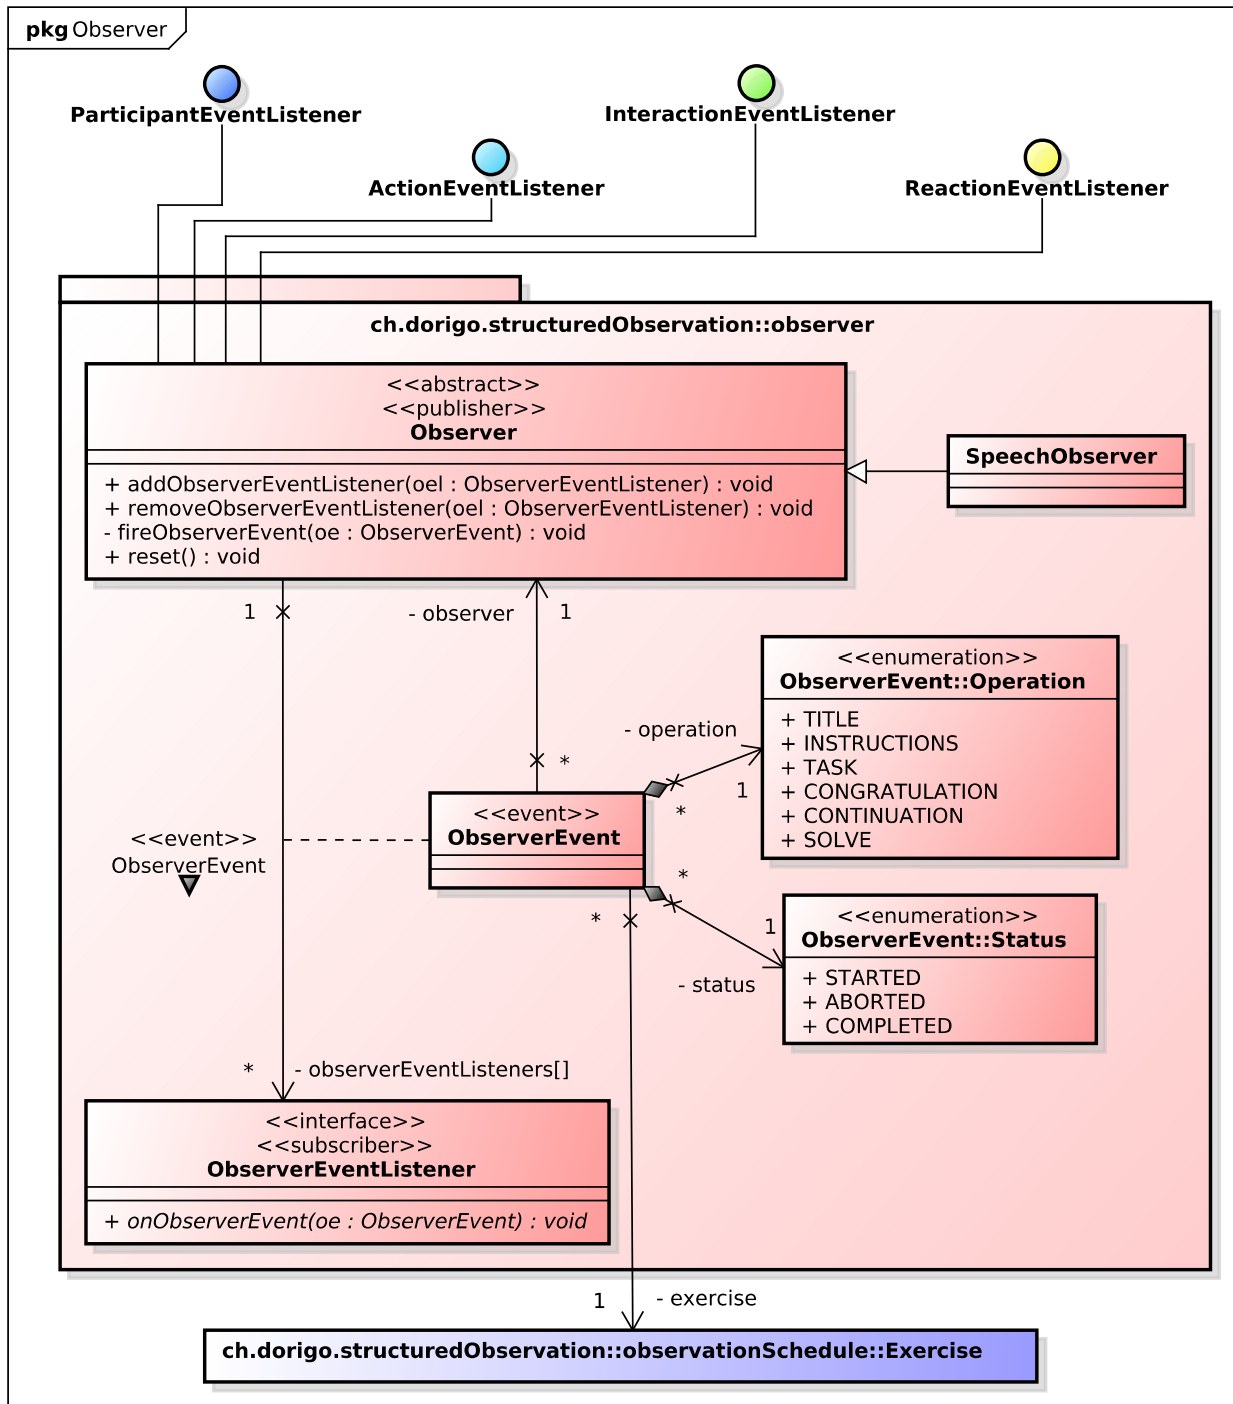 pkg Observer
ParticipantEventListener
InteractionEventListener
ActionEventListener
ReactionEventListener
ch.dorigo.structuredObservation::observer
<<abstract>>
<<publisher>>
Observer
+ addObserverEventListener(oel : ObserverEventListener) : void
+ removeObserverEventListener(oel : ObserverEventListener) : void
- fireObserverEvent(oe : ObserverEvent) : void
+ reset() : void
SpeechObserver
1
- observer
1
<<enumeration>>
ObserverEvent::Operation
+ TITLE
+ INSTRUCTIONS
+ TASK
+ CONGRATULATION
+ CONTINUATION
+ SOLVE
- operation
*
1
*
<<event>>
ObserverEvent
<<event>>
ObserverEvent
*
*
1
- status
<<enumeration>>
ObserverEvent::Status
+ STARTED
+ ABORTED
+ COMPLETED
*
- observerEventListeners[]
<<interface>>
<<subscriber>>
ObserverEventListener
+ onObserverEvent(oe : ObserverEvent) : void
1
- exercise
ch.dorigo.structuredObservation::observationSchedule::Exercise